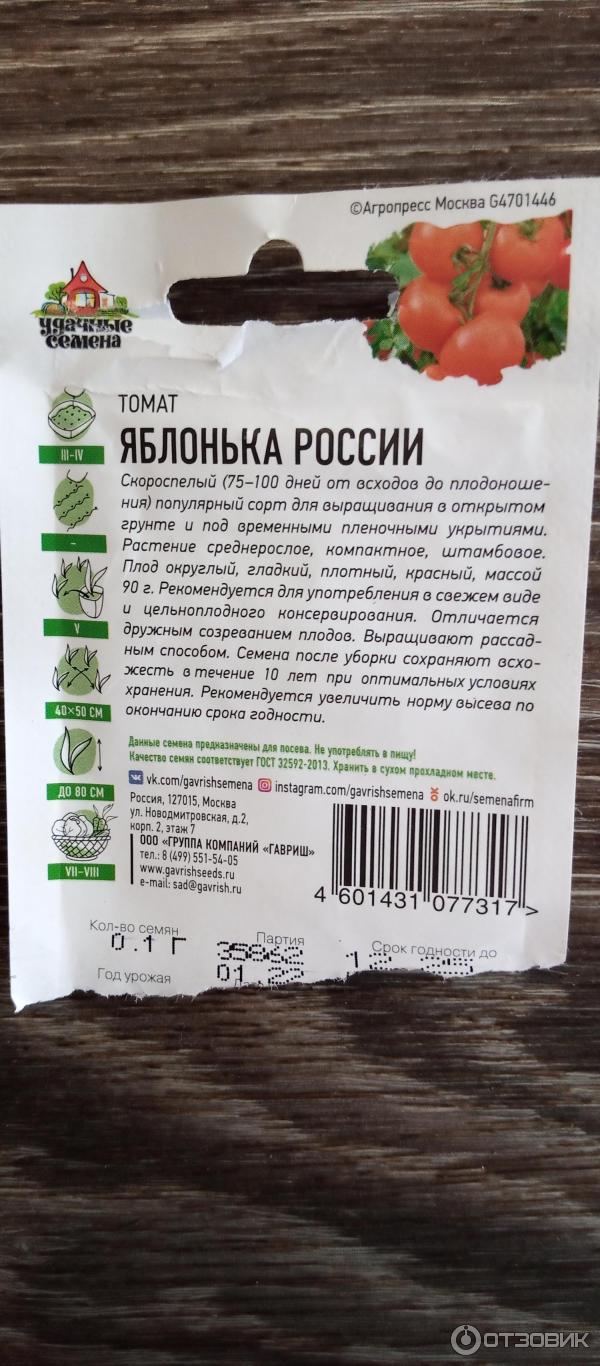 ©Агропресс Москва G4701446
удачные
семена
ТОМАТ
ЯБЛОНЬКА РОССИИ
Скороспелый (75–100 дней от всходов до плодоноше-
ния) популярный сорт для выращивания в открытом
грунте и под временными пленочными укрытиями.
Растение среднерослое, компактное, штамбовое.
Плод округлый, гладкий, плотный, красный, массой
90 г. Рекомендуется для употребления в свежем виде
и цельноплодного консервирования. Отличается
дружным созреванием плодов. Выращивают рассад-
ным способом. Семена после уборки сохраняют всхо-
жесть в течение 10 лет при оптимальных условиях
хранения. Рекомендуется увеличить норму высева по
окончанию срока годности.
III–IV
–
V
40×50 СМ
ДО 80 СМ
VII–VIII
Данные семена предназначены для посева. Не употреблять в пищу!
Качество семян соответствует ГОСТ 32592-2013. Хранить в сухом прохладном месте.
vk.com/gavrishsemena instagram.com/gavrishsemena ok.ru/semenafirm
Россия, 127015, Москва
ул. Новодмитровская, д.2,
корп. 2, этаж 7
ООО «ГРУППА КОМПАНИЙ «ГАВРИШ»
тел.: 8 (499) 551-54-05
www.gavrishseeds.ru
e-mail: sad@gavrish.ru
4 601431 077317 >
Кол-во семян Партия Срок годности до
0.1 Г 35862 12 25
Год урожая 01 22
ОТЗОВИК